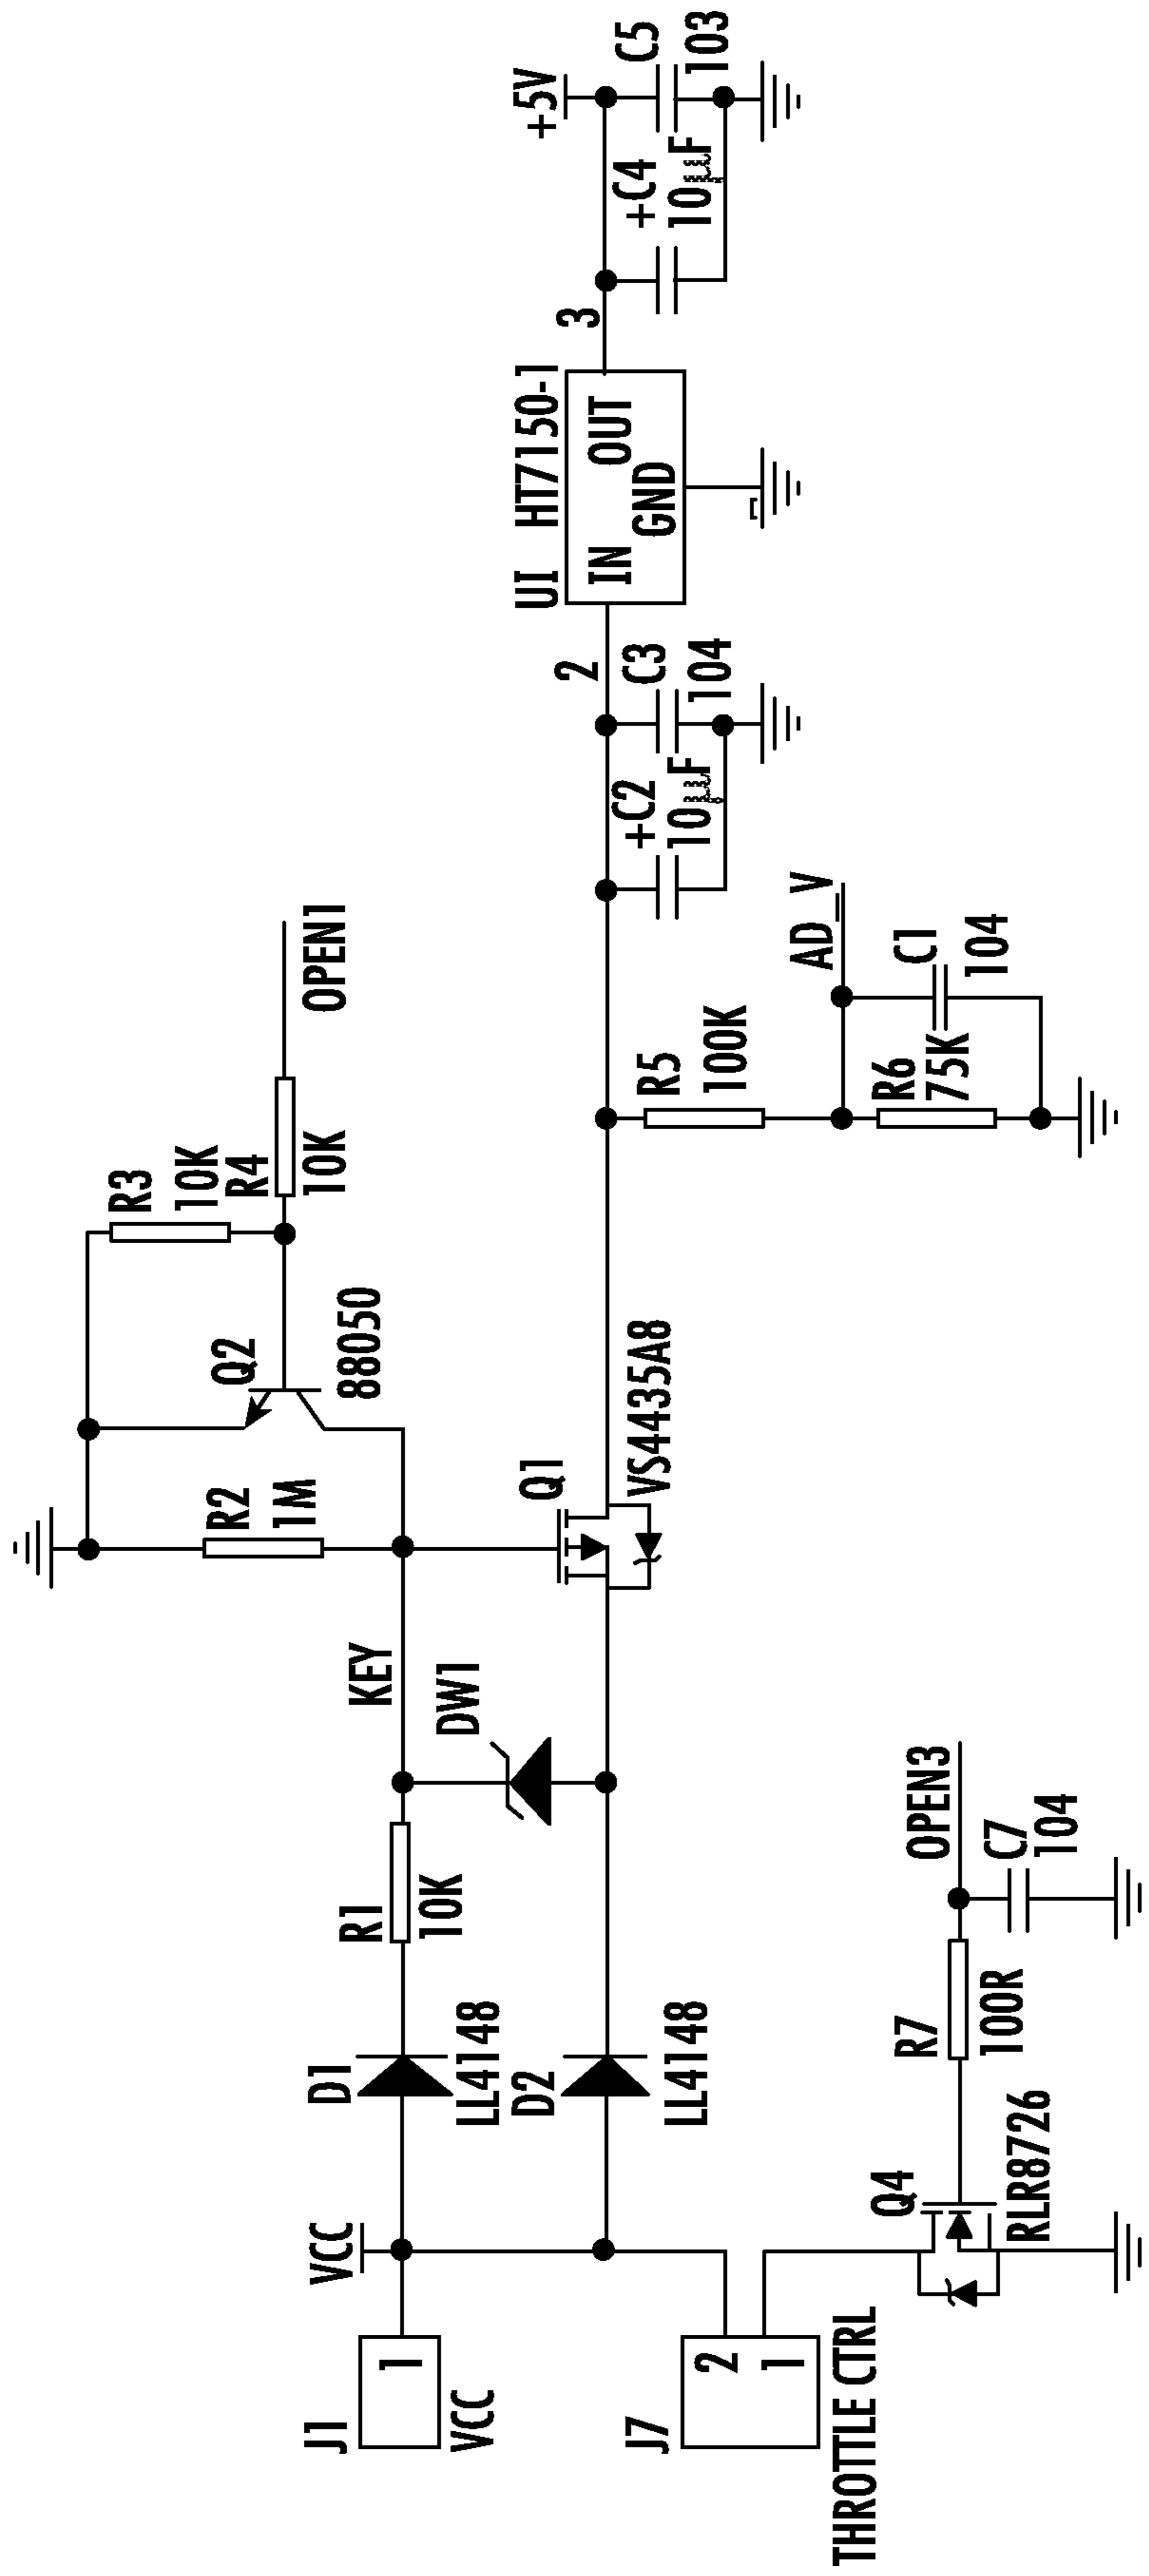 J1
1
VCC
VCC
D1
LL4148
R1
10K
KEY
DW1
D2
LL4148
R2
1M
Q2
88050
R3
10K
R4
10K
OPEN1
Q1
VS4435A8
R5
100K
AD_V
R6
75K
C1
104
+C2
10μF
C3
104
2
UI HT7150-1
IN OUT
GND
3
+C4
10μF
+5V
C5
103
J7
2
1
THROTTLE CTRL
Q4
RLR8726
R7
100R
OPEN3
C7
104